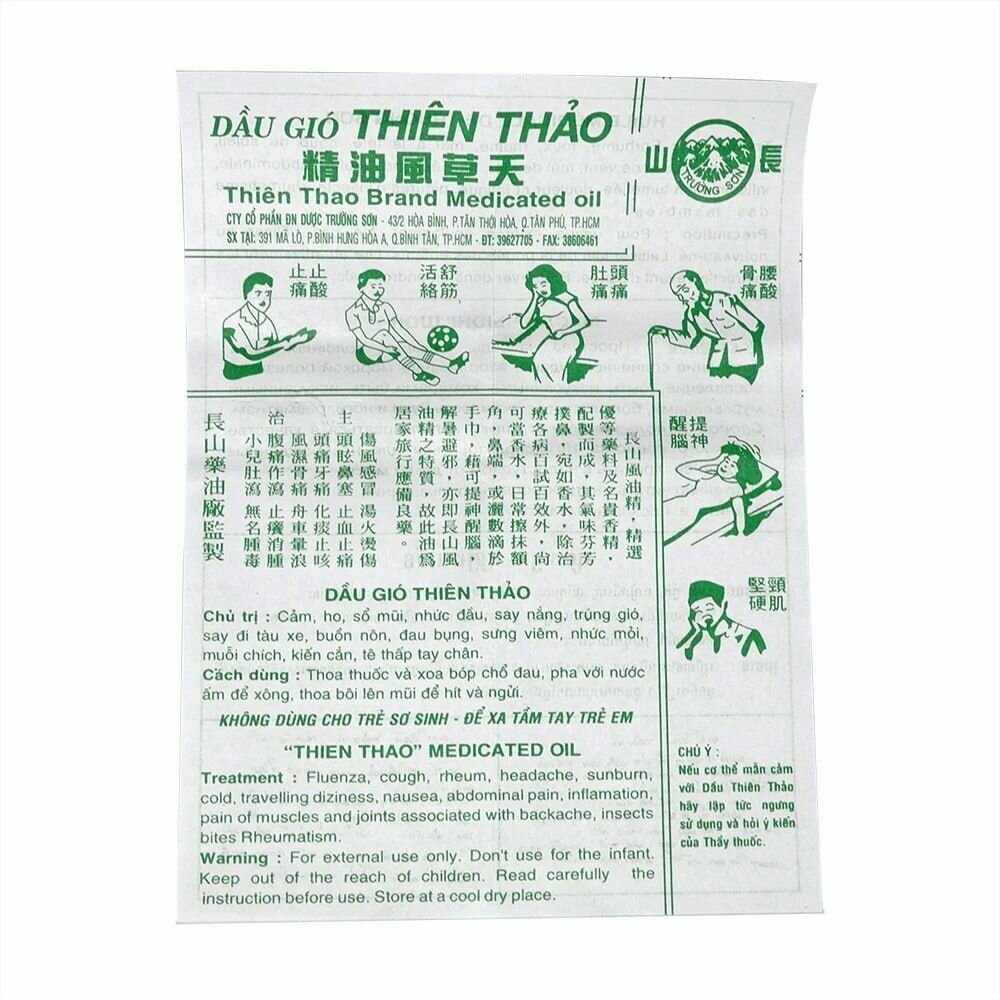 DẦU GIÓ THIÊN THẢO
天草風油精
Thiên Thao Brand Medicated oil
CTY CỔ PHẦN ĐN DƯỢC TRƯỜNG SƠN - 43/2 HÒA BÌNH, P.TÂN THỚI HÒA, Q.TÂN PHÚ, TP.HCM
SX TẠI: 391 MÃ LÒ, P.BÌNH HƯNG HÒA A, Q.BÌNH TÂN, TP.HCM - ĐT: 39627705 - FAX: 38606461
長山
TRƯỜNG SƠN
止酸
止痛
舒筋
活絡
頭痛
肚痛
腰酸
骨痛
提神
醒腦
頸肌
堅硬
長山風油精，精選
優等藥料及名貴香精，
配製而成，其氣味芬芳
撲鼻，宛如香水，除治
療各病百試百效外，尚
可當香水，日常擦抹額
角、鼻端，或灑數滴於
手巾，藉可提神醒腦，
解暑避邪，亦即長山風
油精之特質，故此油爲
居家旅行應備良藥。
主治
傷風感冒 湯火燙傷
頭眩鼻塞 止血止痛
頭痛牙痛 化痰止咳
風濕骨痛 舟車暈浪
腹痛作瀉 止癢消腫
小兒肚瀉 無名腫毒
長山藥油廠監製
DẦU GIÓ THIÊN THẢO
Chủ trị : Cảm, ho, sổ mũi, nhức đầu, say nắng, trúng gió,
say đi tàu xe, buồn nôn, đau bụng, sưng viêm, nhức mỏi,
muỗi chích, kiến cắn, tê thấp tay chân.
Cách dùng : Thoa thuốc và xoa bóp chổ đau, pha với nước
ấm để xông, thoa bôi lên mũi để hít và ngửi.
KHÔNG DÙNG CHO TRẺ SƠ SINH - ĐỂ XA TẦM TAY TRẺ EM
“THIEN THAO” MEDICATED OIL
Treatment : Fluenza, cough, rheum, headache, sunburn,
cold, travelling diziness, nausea, abdominal pain, inflamation,
pain of muscles and joints associated with backache, insects
bites Rheumatism.
Warning : For external use only. Don't use for the infant.
Keep out of the reach of children. Read carefully the
instruction before use. Store at a cool dry place.
CHÚ Ý :
Nếu cơ thể mẫn cảm
với Dầu Thiên Thảo
hãy lập tức ngưng
sử dụng và hỏi ý kiến
của Thầy thuốc.